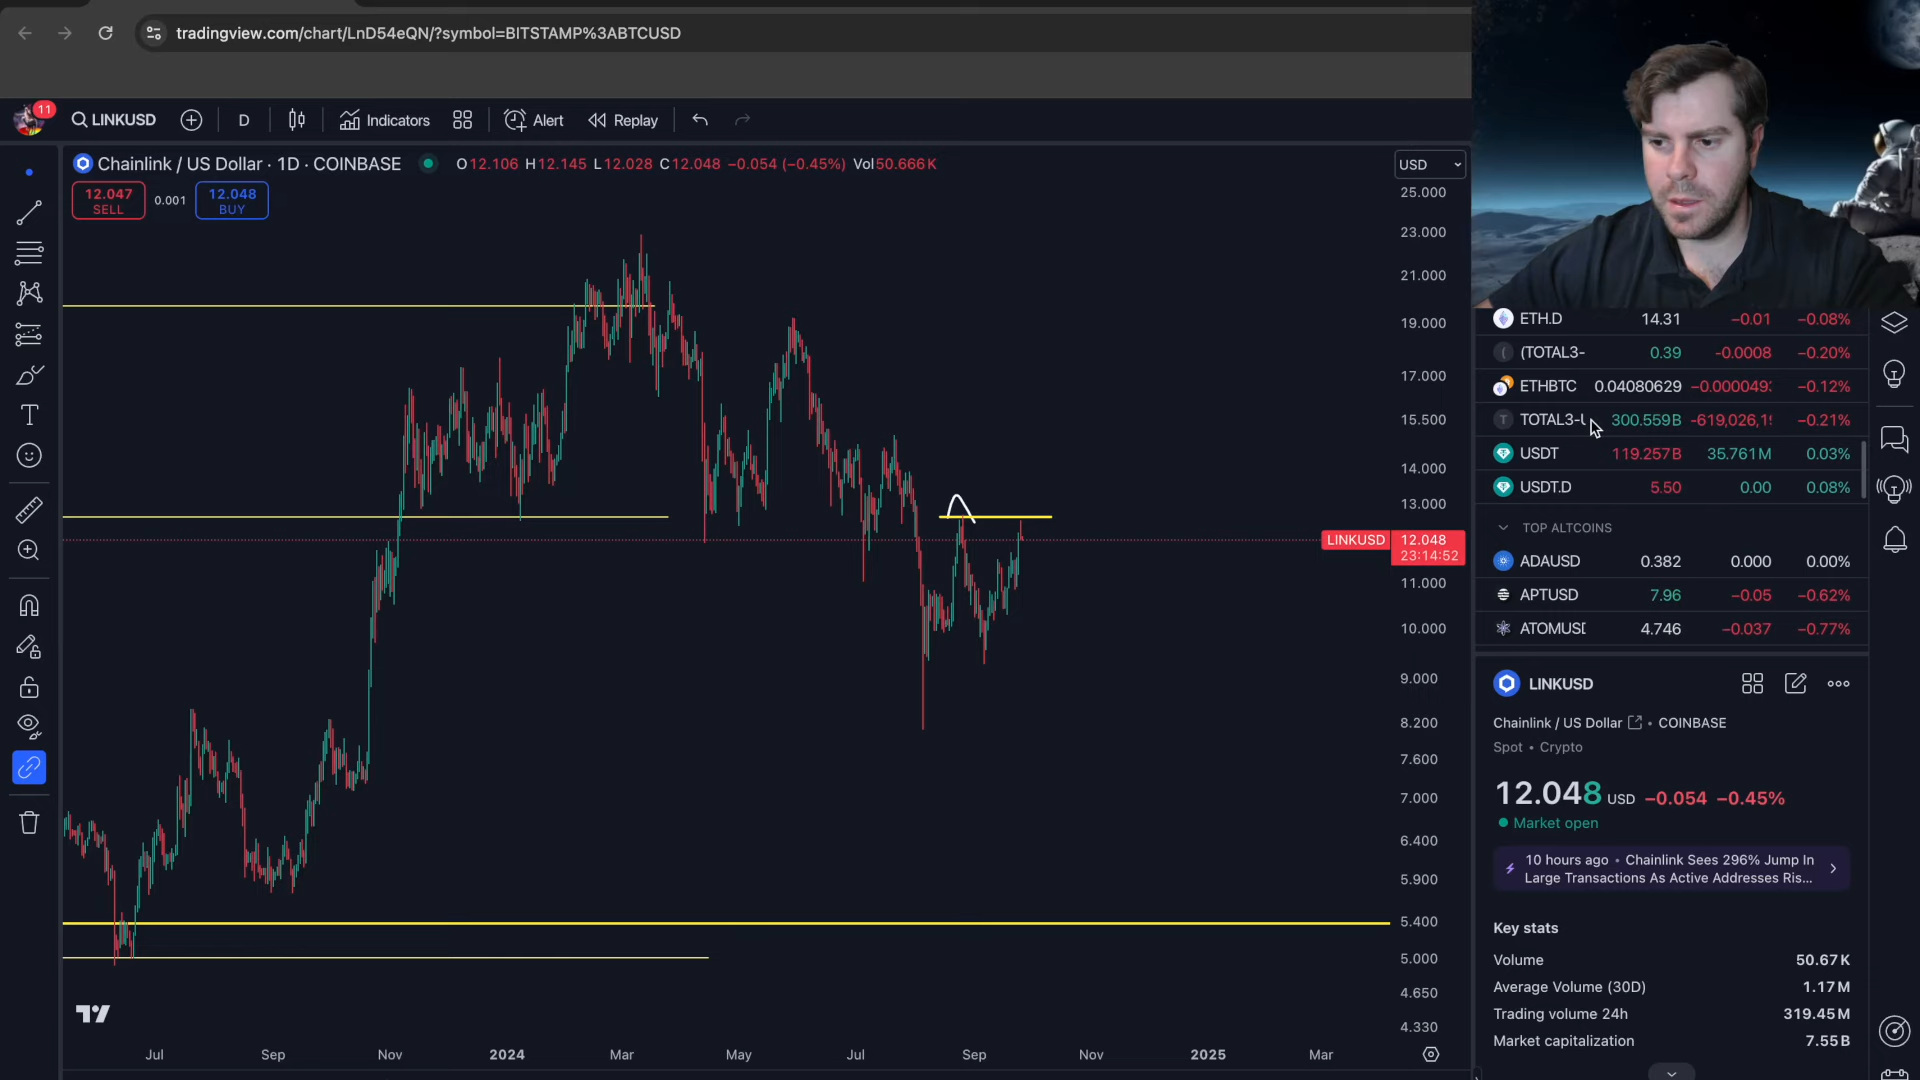 tradingview.com/chart/LnD54eQN/?symbol=BITSTAMP%3ABTCUSD
11
LINKUSD
D
Indicators
Alert
Replay
Chainlink / US Dollar · 1D · COINBASE
O12.106 H12.145 L12.028 C12.048 −0.054 (−0.45%) Vol50.666K
USD
12.047
SELL
0.001
12.048
BUY
25.000
23.000
21.000
19.000
17.000
15.500
14.000
13.000
LINKUSD
12.048
23:14:52
11.000
10.000
9.000
8.200
7.600
7.000
6.400
5.900
5.400
5.000
4.650
4.330
Jul
Sep
Nov
2024
Mar
May
Jul
Sep
Nov
2025
Mar
ETH.D 14.31 −0.01 −0.08%
(TOTAL3- 0.39 -0.0008 −0.20%
ETHBTC 0.04080629 −0.000049 −0.12%
TOTAL3- 300.559B -619,026,1 −0.21%
USDT 119.257B 35.761M 0.03%
USDT.D 5.50 0.00 0.08%
TOP ALTCOINS
ADAUSD 0.382 0.000 0.00%
APTUSD 7.96 −0.05 −0.62%
ATOMUS 4.746 −0.037 −0.77%
LINKUSD
Chainlink / US Dollar • COINBASE
Spot • Crypto
12.048 USD −0.054 −0.45%
Market open
10 hours ago • Chainlink Sees 296% Jump In
Large Transactions As Active Addresses Ris...
Key stats
Volume 50.67K
Average Volume (30D) 1.17M
Trading volume 24h 319.45M
Market capitalization 7.55B